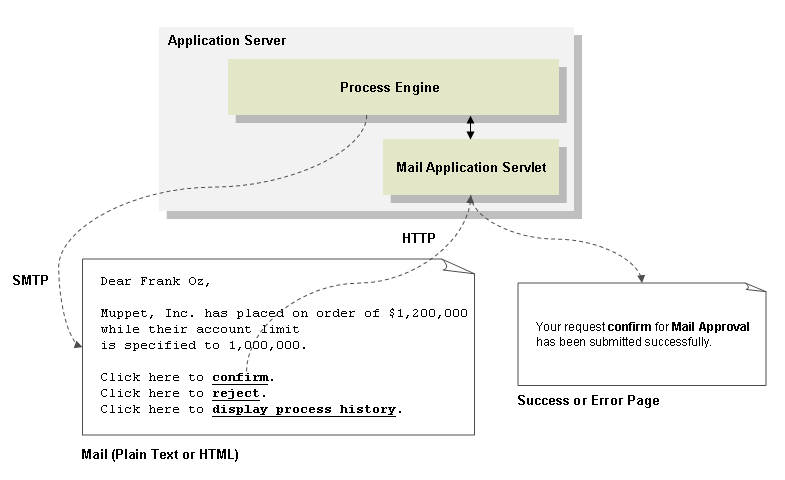 Application Server
Process Engine
Mail Application Servlet
HTTP
SMTP
Dear Frank Oz,
Muppet, Inc. has placed on order of $1,200,000
while their account limit
is specified to 1,000,000.
Click here to confirm.
Click here to reject.
Click here to display process history.
Mail (Plain Text or HTML)
Your request confirm for Mail Approval
has been submitted successfully.
Success or Error Page